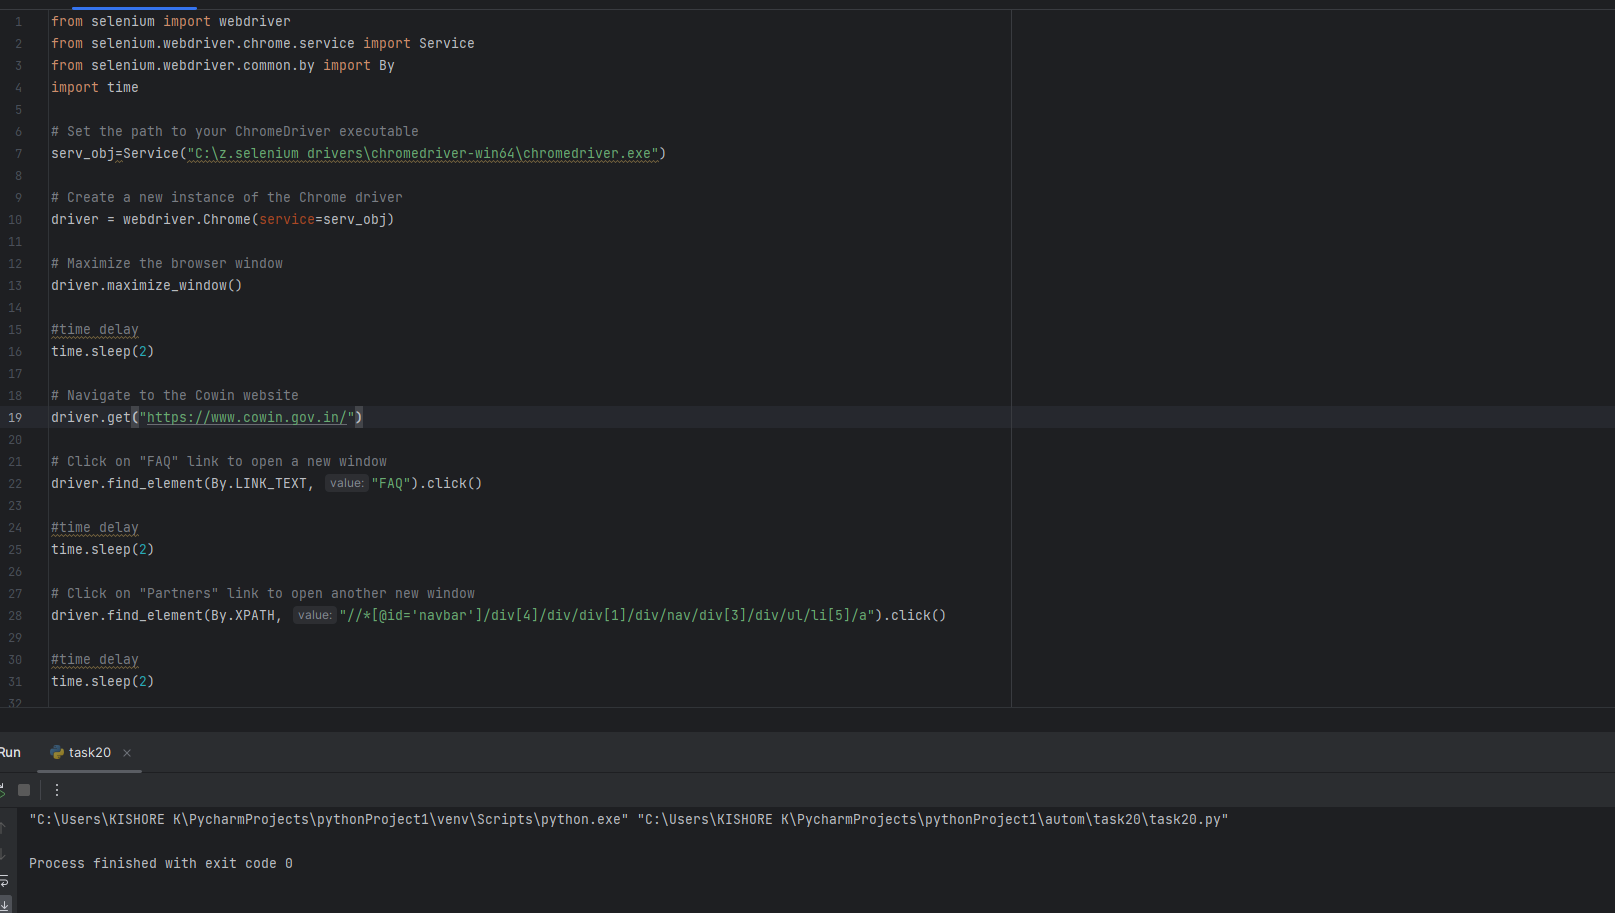 1 from selenium import webdriver
2 from selenium.webdriver.chrome.service import Service
3 from selenium.webdriver.common.by import By
4 import time
5
6 # Set the path to your ChromeDriver executable
7 serv_obj=Service("C:\z.selenium drivers\chromedriver-win64\chromedriver.exe")
8
9 # Create a new instance of the Chrome driver
10 driver = webdriver.Chrome(service=serv_obj)
11
12 # Maximize the browser window
13 driver.maximize_window()
14
15 #time delay
16 time.sleep(2)
17
18 # Navigate to the Cowin website
19 driver.get("https://www.cowin.gov.in/")
20
21 # Click on "FAQ" link to open a new window
22 driver.find_element(By.LINK_TEXT, value: "FAQ").click()
23
24 #time delay
25 time.sleep(2)
26
27 # Click on "Partners" link to open another new window
28 driver.find_element(By.XPATH, value: "//*[@id='navbar']/div[4]/div/div[1]/div/nav/div[3]/div/ul/li[5]/a").click()
29
30 #time delay
31 time.sleep(2)
32
Run task20
"C:\Users\KISHORE K\PycharmProjects\pythonProject1\venv\Scripts\python.exe" "C:\Users\KISHORE K\PycharmProjects\pythonProject1\autom\task20\task20.py"
Process finished with exit code 0